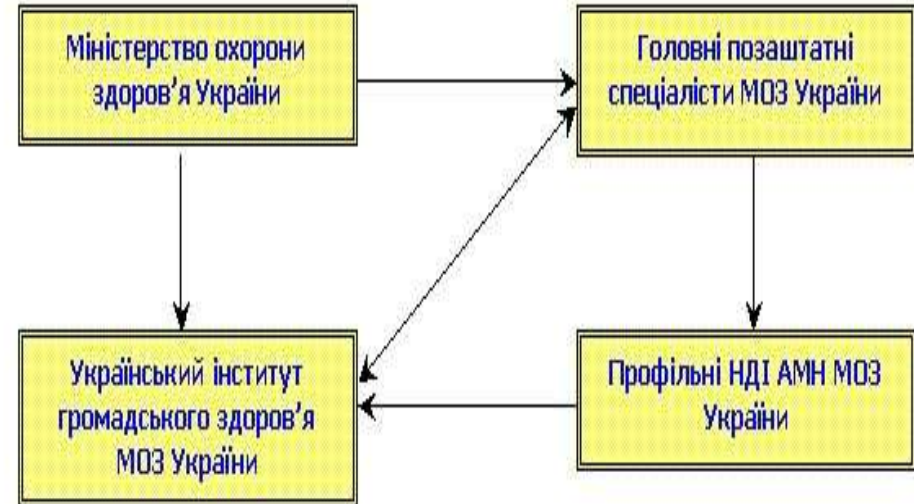 Міністерство охорони
здоров'я України
Головні позаштатні
спеціалісти МОЗ України
Український інститут
громадського здоров'я
МОЗ України
Профільні НДІ АМН МОЗ
України